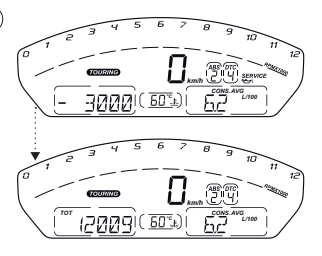 0 1 2 3 4 5 6 7 8 9 10 11 12
RPMX1000
TOURING
0 km/h
ABS DTC
2 4
SERVICE
- 3000
60°c
CONS. AVG
6.2 L/100
0 1 2 3 4 5 6 7 8 9 10 11 12
RPMX1000
TOURING
0 km/h
ABS DTC
2 4
TOT
12009
60°c
CONS. AVG
6.2 L/100